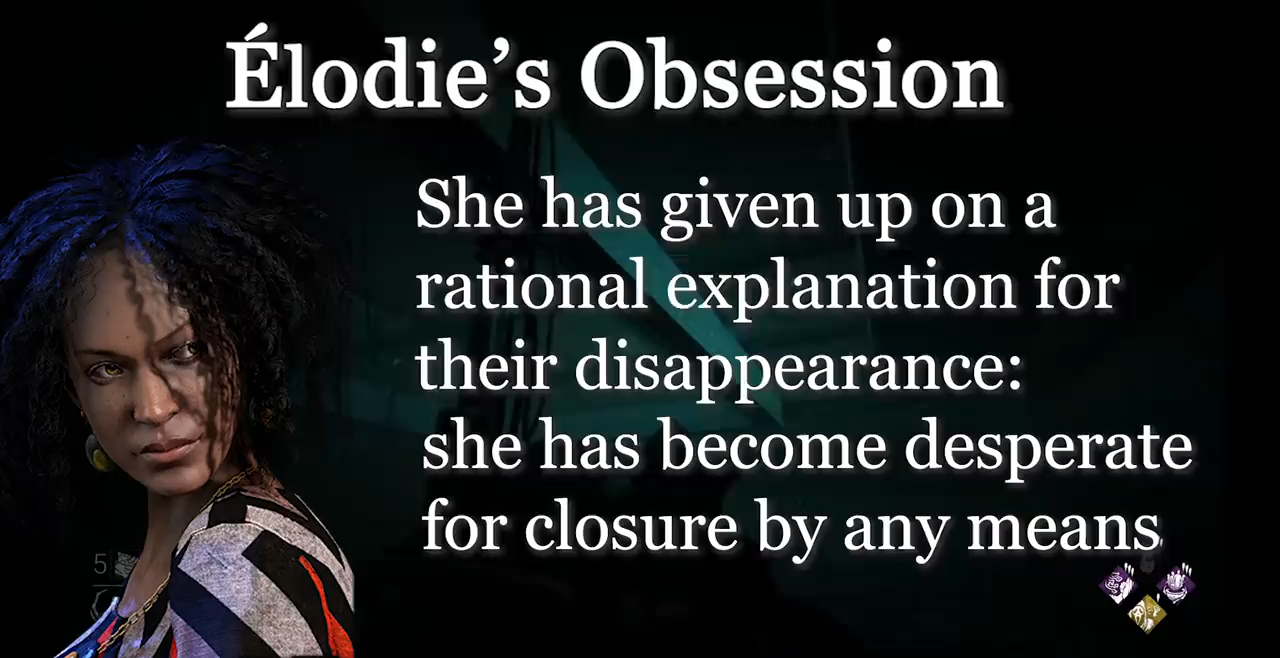 Élodie’s Obsession
She has given up on a
rational explanation for
their disappearance:
she has become desperate
for closure by any means
5